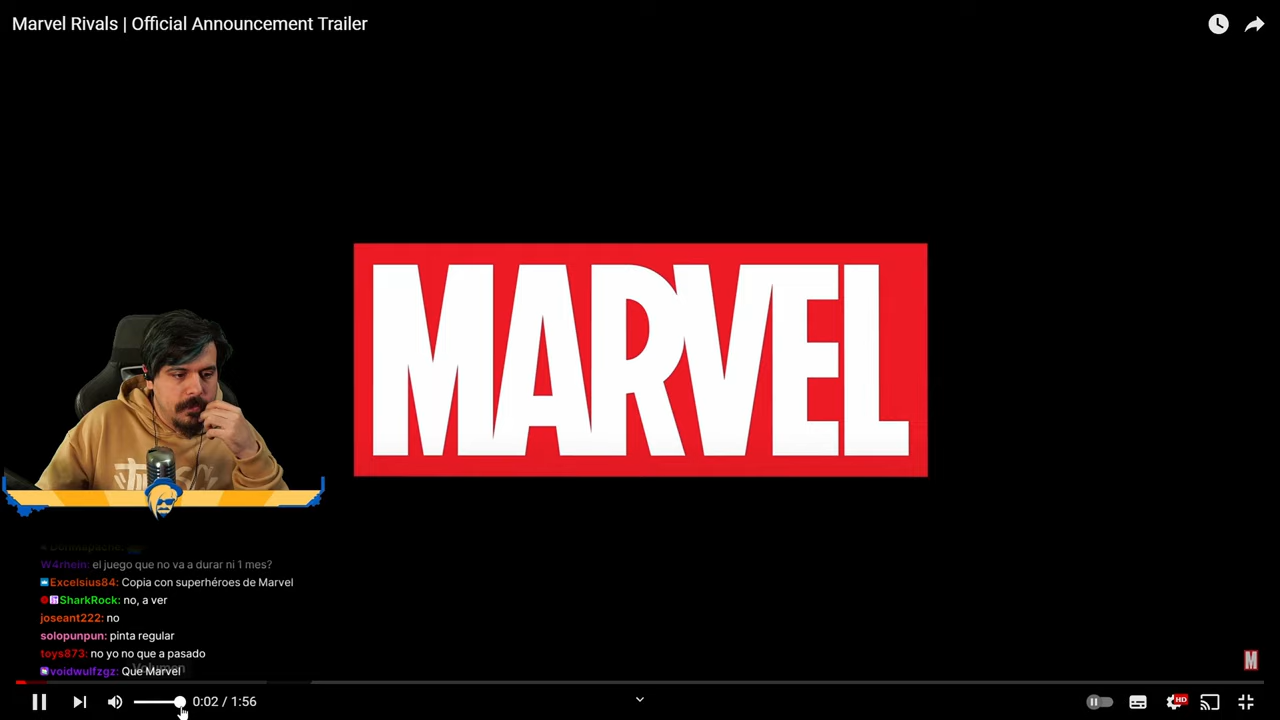 Marvel Rivals | Official Announcement Trailer
MARVEL
W4rhein: el juego que no va a durar ni 1 mes?
Excelsius84: Copia con superhéroes de Marvel
SharkRock: no, a ver
joseant222: no
solopunpun: pinta regular
toys873: no yo no que a pasado
Volumen
voidwulfzgz: Que Marvel
M
0:02 / 1:56
HD